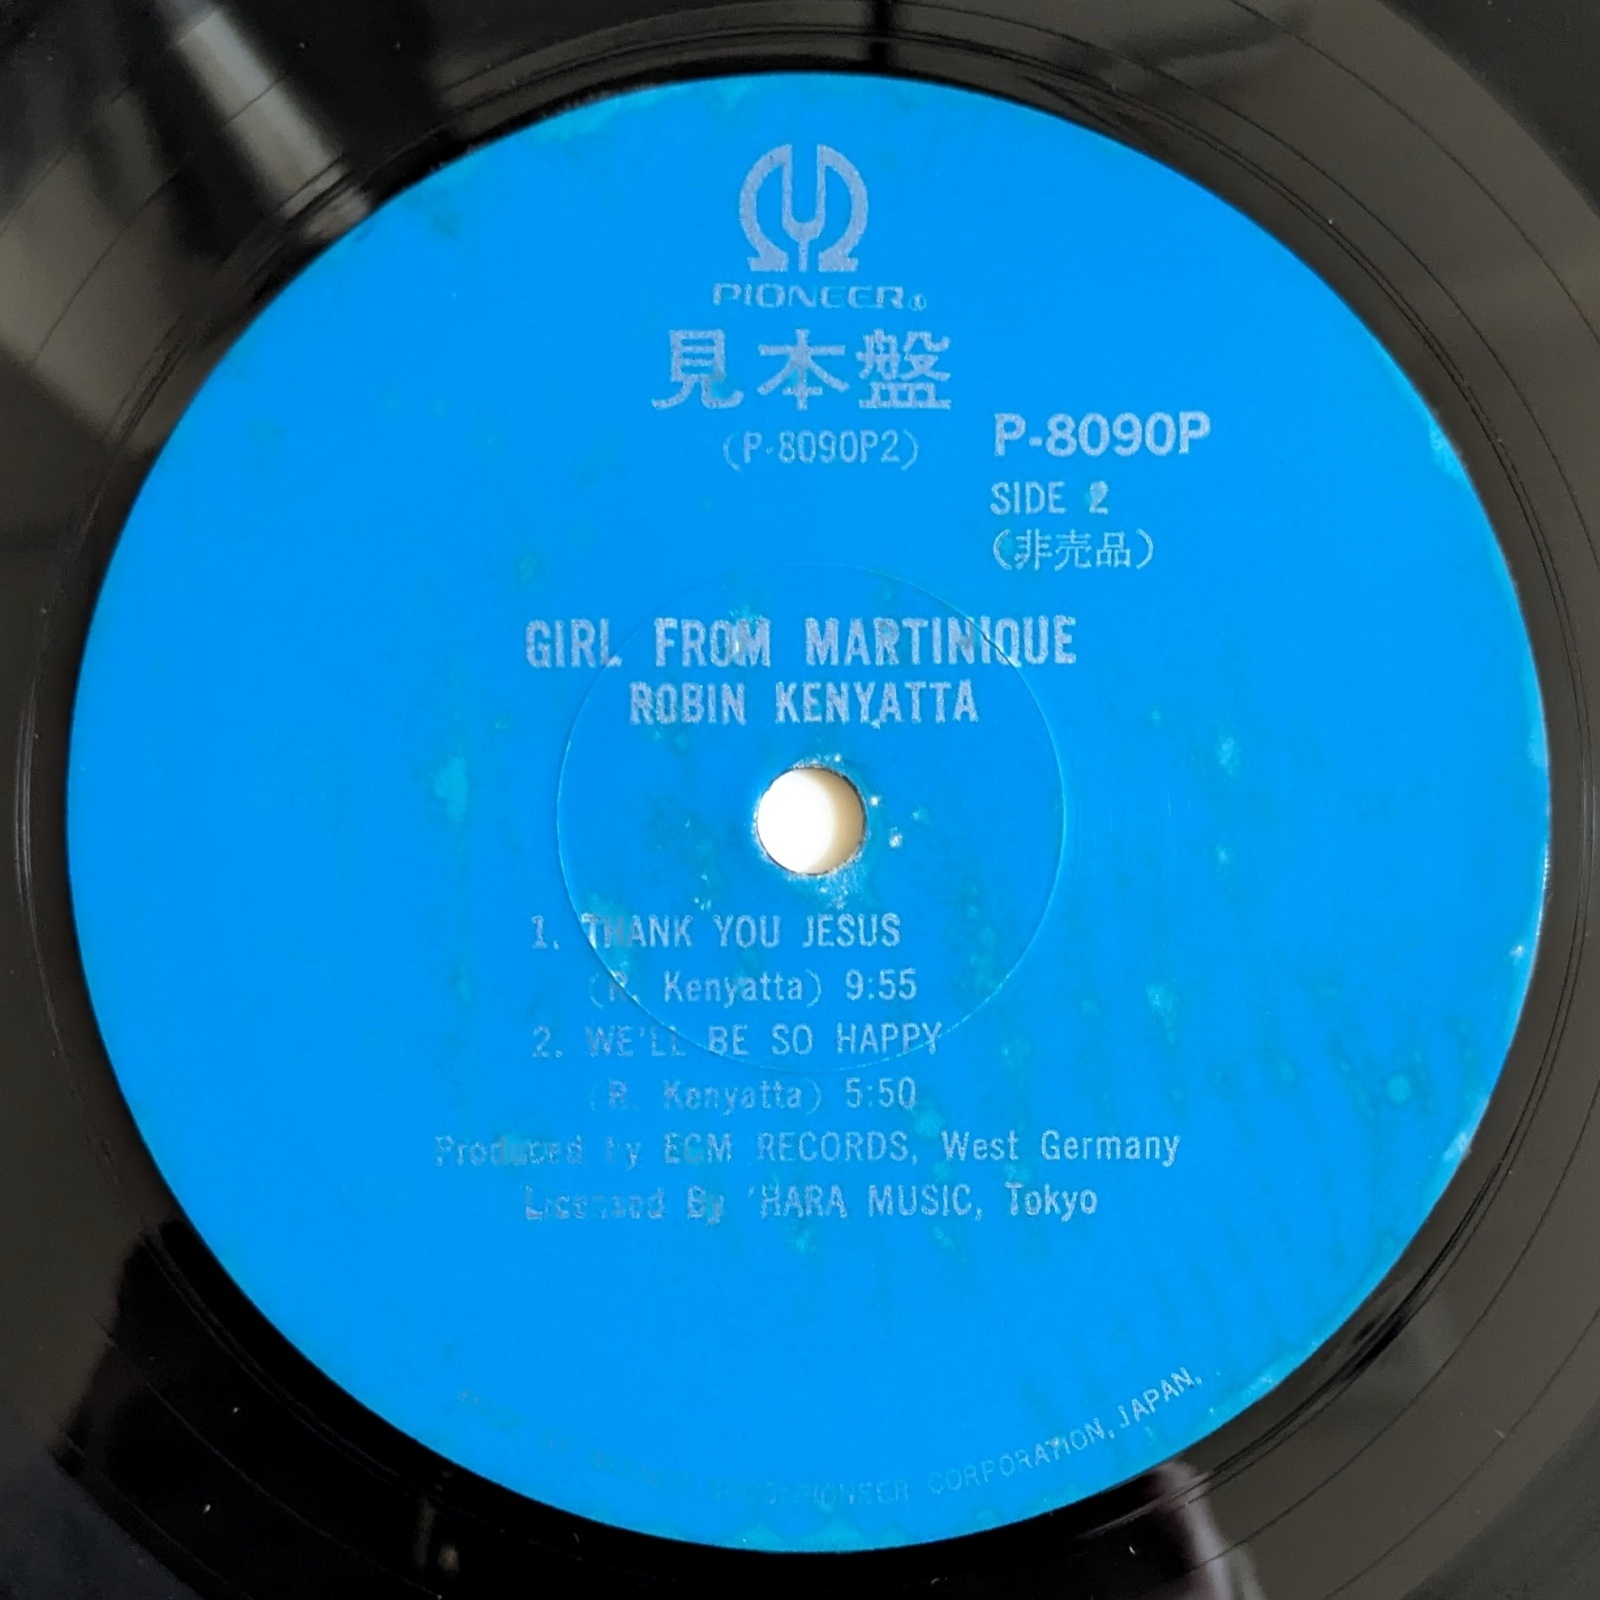 PIONEER®
見本盤
(P-8090P2)
P-8090P
SIDE 2
(非売品)
GIRL FROM MARTINIQUE
ROBIN KENYATTA
1. THANK YOU JESUS
(R. Kenyatta) 9:55
2. WE'LL BE SO HAPPY
(R. Kenyatta) 5:50
Produced by ECM RECORDS, West Germany
Licensed By 'HARA MUSIC, Tokyo
PIONEER CORPORATION, JAPAN.